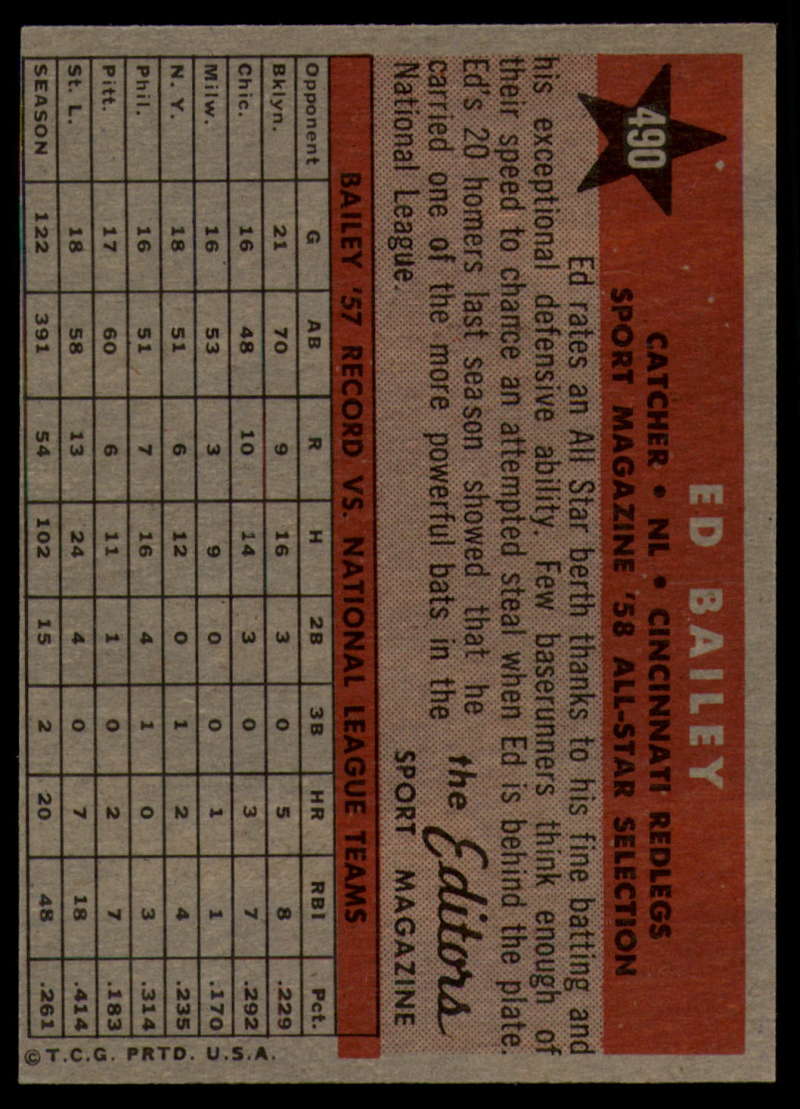 490
ED BAILEY
CATCHER • NL • CINCINNATI REDLEGS
SPORT MAGAZINE '58 ALL-STAR SELECTION
Ed rates an All Star berth thanks to his fine batting and
his exceptional defensive ability. Few baserunners think enough of
their speed to chance an attempted steal when Ed is behind the plate.
Ed's 20 homers last season showed that he
carried one of the more powerful bats in the
National League.
the Editors
SPORT MAGAZINE
BAILEY '57 RECORD VS. NATIONAL LEAGUE TEAMS
Opponent G AB R H 2B 3B HR RBI Pct.
Bklyn. 21 70 9 16 3 0 5 8 .229
Chic. 16 48 10 14 3 0 3 7 .292
Milw. 16 53 3 9 0 0 1 1 .170
N. Y. 18 51 6 12 0 1 2 4 .235
Phil. 16 51 7 16 4 1 0 3 .314
Pitt. 17 60 6 11 1 0 2 7 .183
St. L. 18 58 13 24 4 0 7 18 .414
SEASON 122 391 54 102 15 2 20 48 .261
© T.C.G. PRTD. U.S.A.